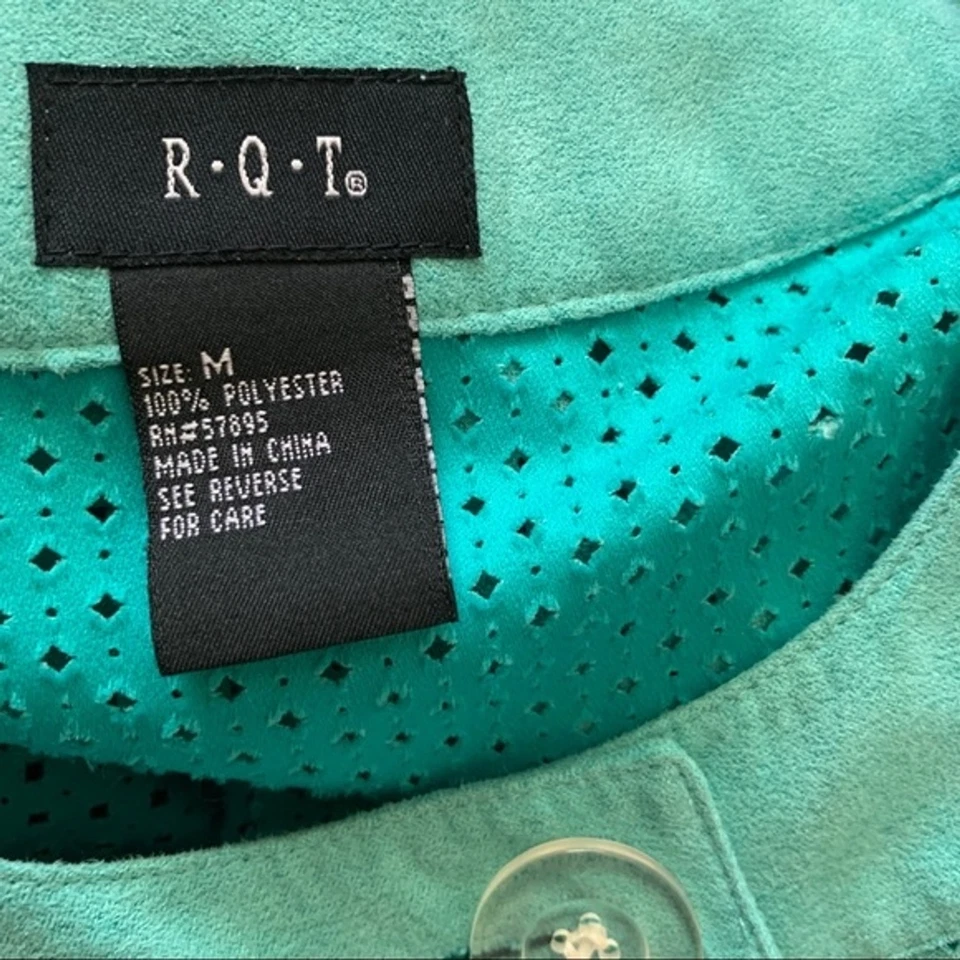 R·Q·T®
SIZE: M
100% POLYESTER
RN#57895
MADE IN CHINA
SEE REVERSE
FOR CARE